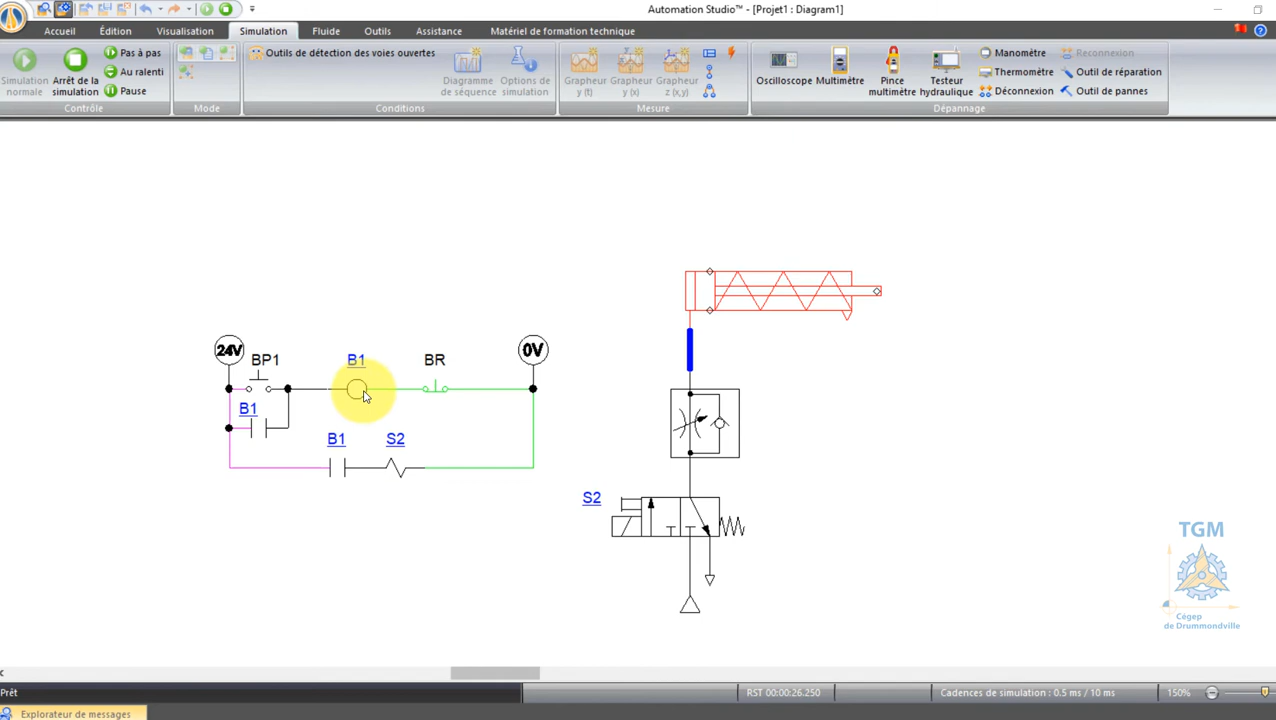 Automation Studio™ - [Projet1 : Diagram1]
Accueil Édition Visualisation Simulation Fluide Outils Assistance Matériel de formation technique
Simulation normale
Arrêt de la simulation
Pas à pas
Au ralenti
Pause
Contrôle
Mode
Outils de détection des voies ouvertes
Diagramme de séquence
Options de simulation
Conditions
Grapheur y (t)
Grapheur y (x)
Grapheur z (x,y)
Mesure
Oscilloscope
Multimètre
Pince multimètre
Testeur hydraulique
Manomètre
Thermomètre
Déconnexion
Reconnexion
Outil de réparation
Outil de pannes
Dépannage
24V
BP1
B1
BR
0V
B1
B1
S2
S2
TGM
Cégep
de Drummondville
Prêt
RST 00:00:26.250
Cadences de simulation : 0.5 ms / 10 ms
150%
Explorateur de messages